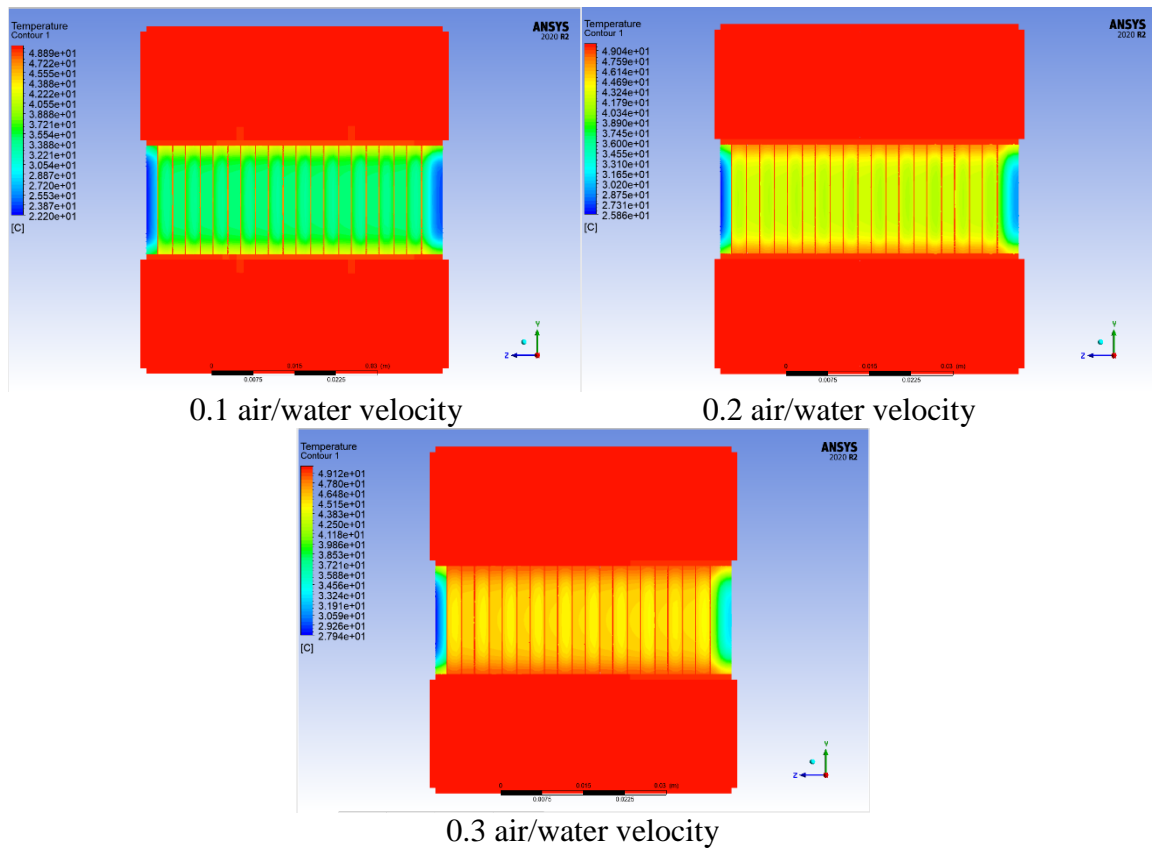 Temperature
Contour 1
4.889e+01
4.722e+01
4.555e+01
4.388e+01
4.222e+01
4.055e+01
3.888e+01
3.721e+01
3.554e+01
3.388e+01
3.221e+01
3.054e+01
2.887e+01
2.720e+01
2.553e+01
2.387e+01
2.220e+01
[C]
ANSYS
2020 R2
0 0.015 0.03 (m)
0.0075 0.0225
Y
Z
0.1 air/water velocity
Temperature
Contour 1
4.904e+01
4.759e+01
4.614e+01
4.469e+01
4.324e+01
4.179e+01
4.034e+01
3.890e+01
3.745e+01
3.600e+01
3.455e+01
3.310e+01
3.165e+01
3.020e+01
2.875e+01
2.731e+01
2.586e+01
[C]
ANSYS
2020 R2
0 0.015 0.03 (m)
0.0075 0.0225
Y
Z
0.2 air/water velocity
Temperature
Contour 1
4.912e+01
4.780e+01
4.648e+01
4.515e+01
4.383e+01
4.250e+01
4.118e+01
3.986e+01
3.853e+01
3.721e+01
3.588e+01
3.456e+01
3.324e+01
3.191e+01
3.059e+01
2.926e+01
2.794e+01
[C]
ANSYS
2020 R2
0 0.015 0.03 (m)
0.0075 0.0225
Y
Z
0.3 air/water velocity